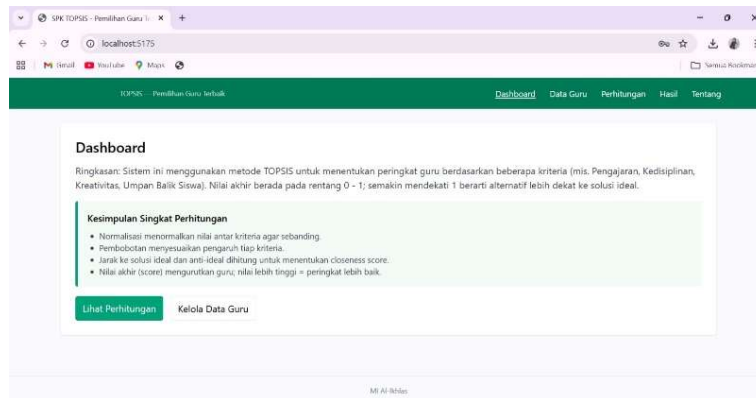 SPK TOPSIS - Pemilihan Guru
localhost:5175
Gmail YouTube Maps Semua Bookmar
TOPSIS — Pemilihan Guru Terbaik Dashboard Data Guru Perhitungan Hasil Tentang
Dashboard
Ringkasan: Sistem ini menggunakan metode TOPSIS untuk menentukan peringkat guru berdasarkan beberapa kriteria (mis. Pengajaran, Kedisiplinan,
Kreativitas, Umpan Balik Siswa). Nilai akhir berada pada rentang 0 - 1; semakin mendekati 1 berarti alternatif lebih dekat ke solusi ideal.
Kesimpulan Singkat Perhitungan
• Normalisasi menormalkan nilai antar kriteria agar sebanding.
• Pembobotan menyesuaikan pengaruh tiap kriteria.
• Jarak ke solusi ideal dan anti-ideal dihitung untuk menentukan closeness score.
• Nilai akhir (score) mengurutkan guru; nilai lebih tinggi = peringkat lebih baik.
Lihat Perhitungan Kelola Data Guru
MI Al-Ikhlas